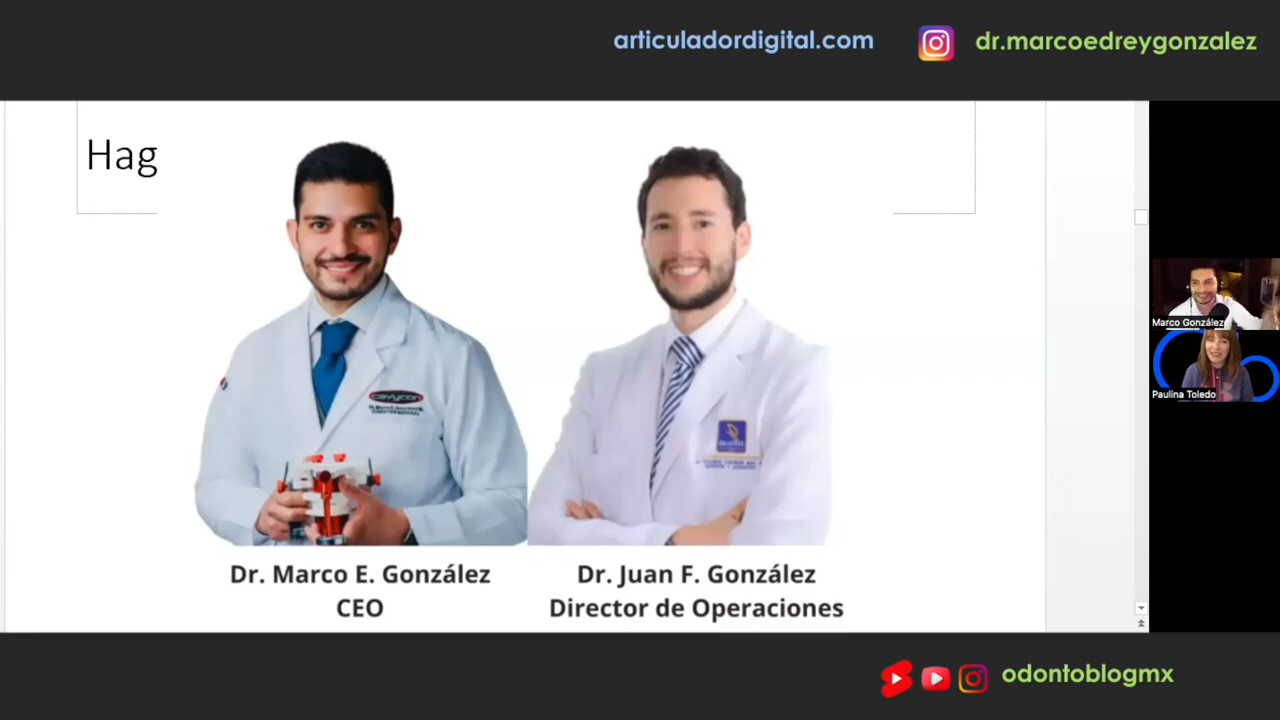 articuladordigital.com
dr.marcoedreygonzalez
Hag
cavycon
Marco González
Paulina Toledo
Dr. Marco E. González
CEO
Dr. Juan F. González
Director de Operaciones
odontoblogmx